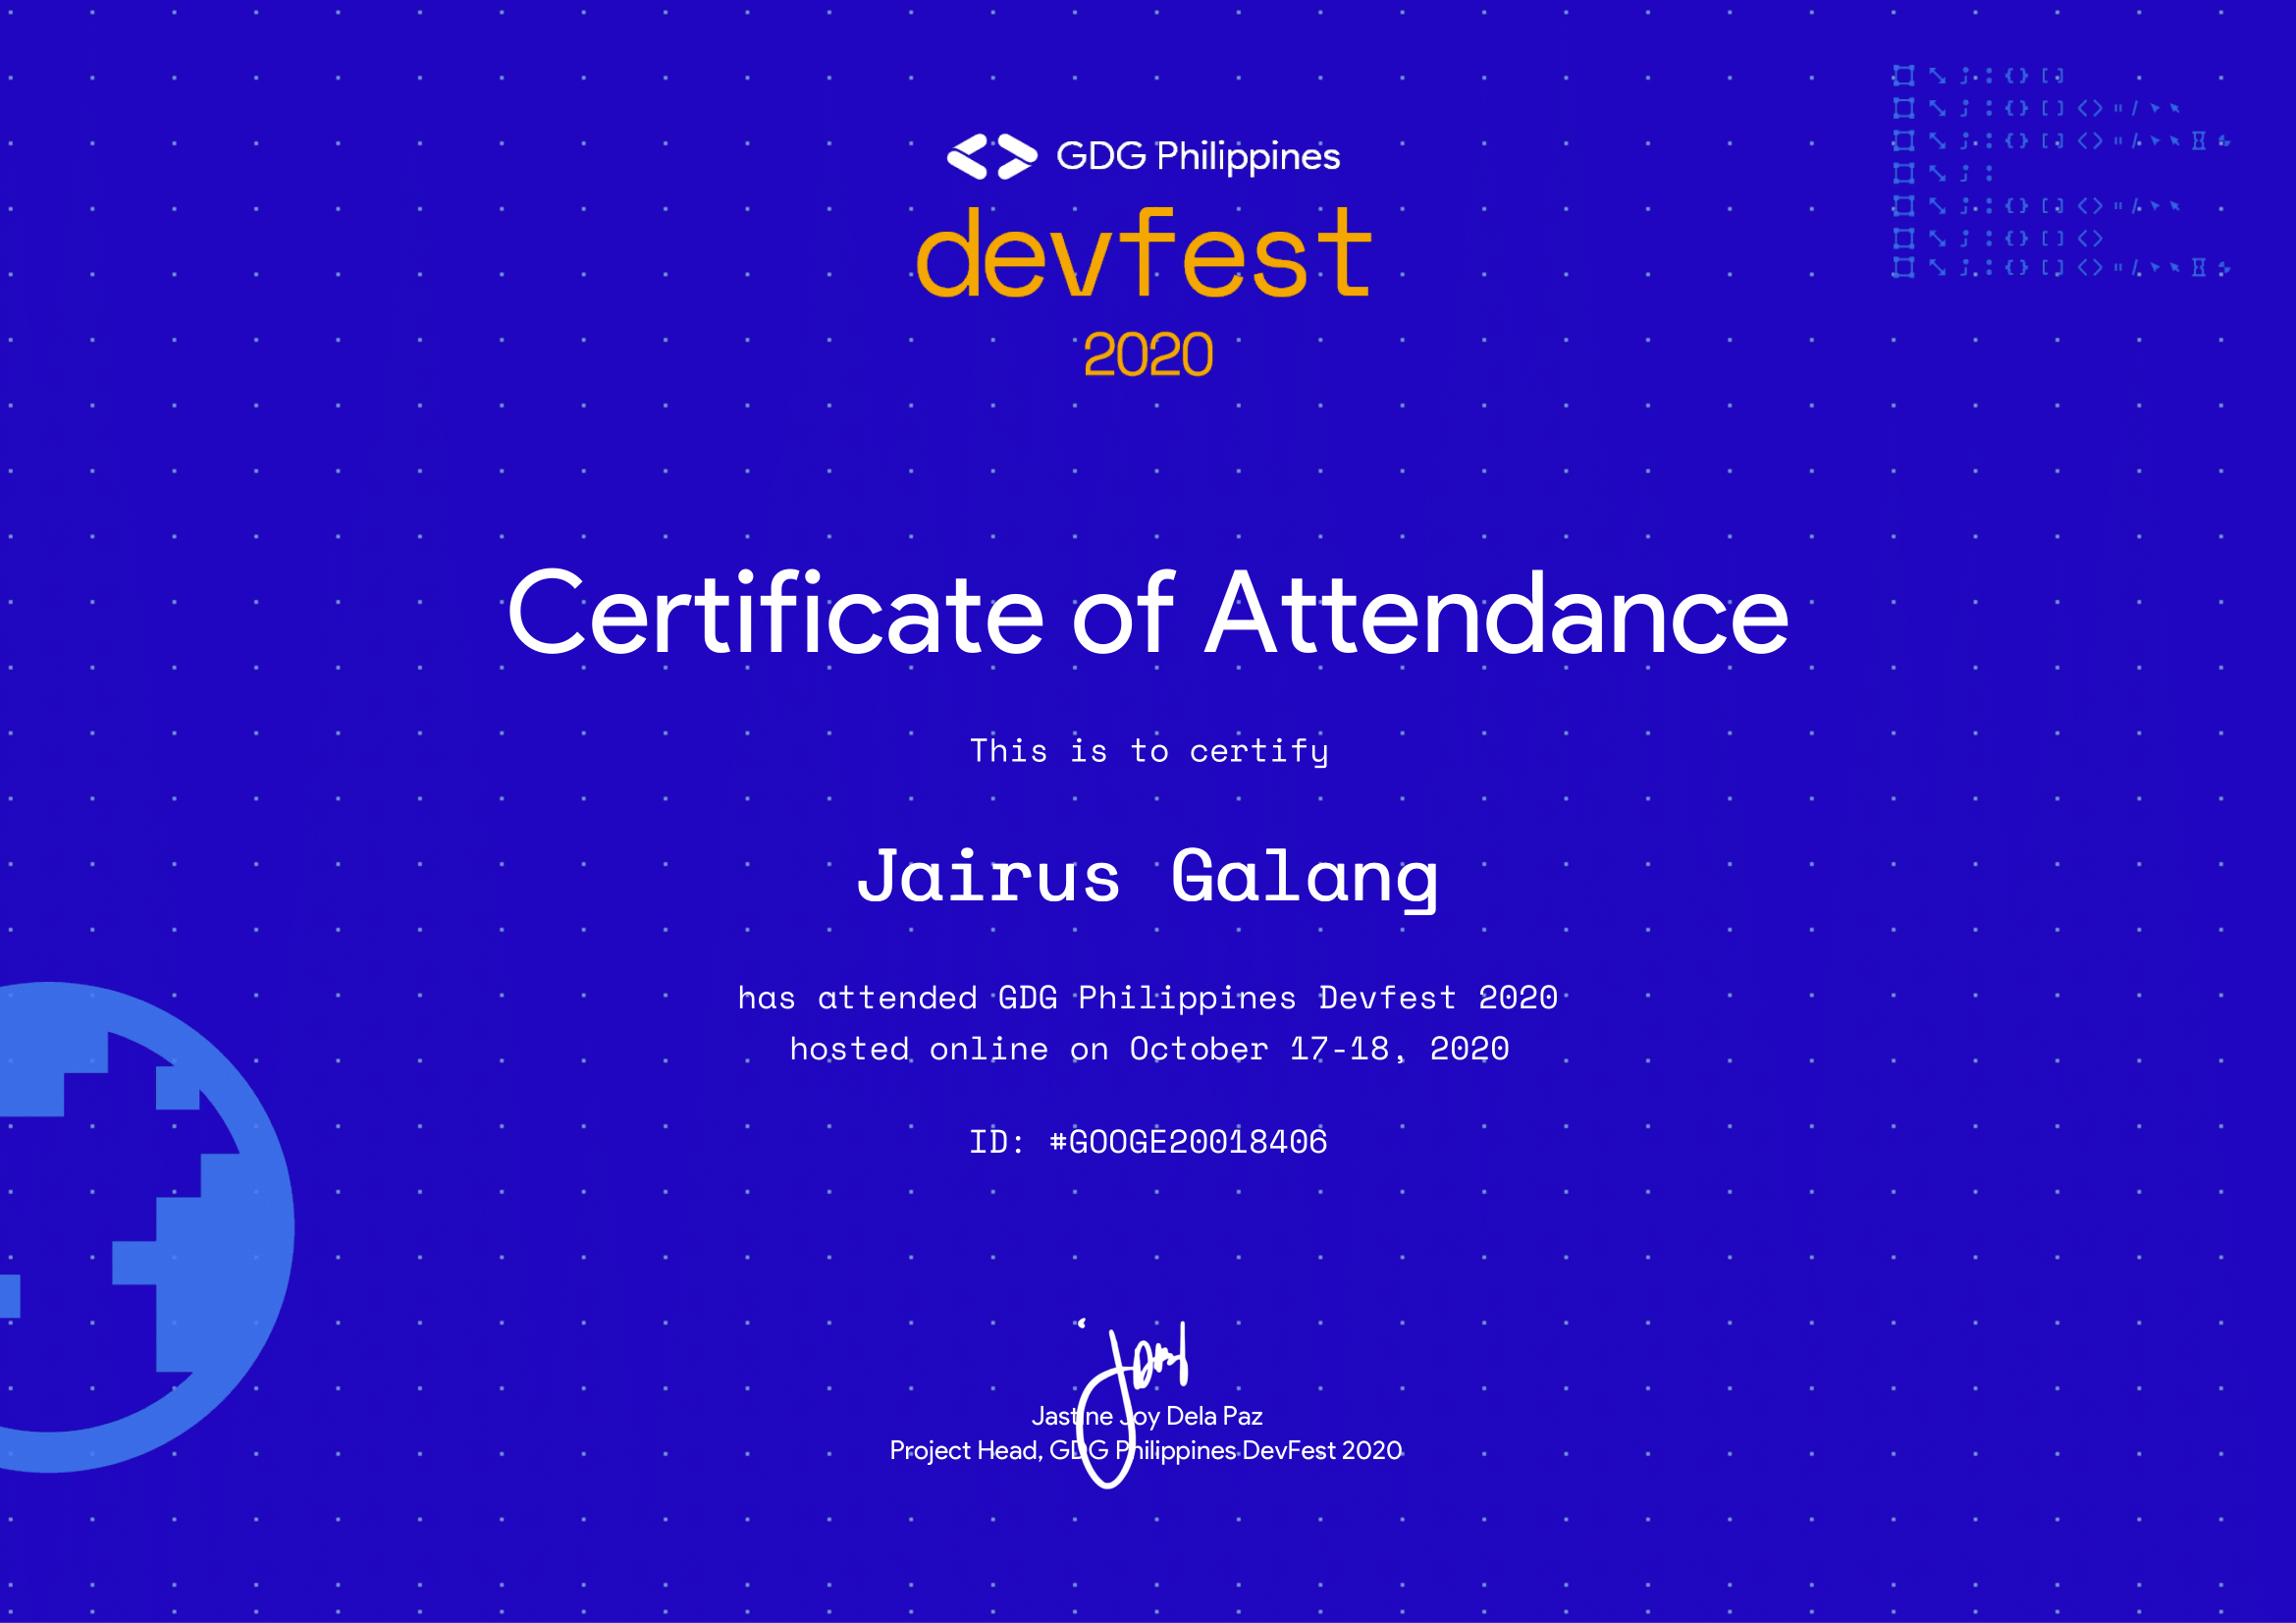 GDG Philippines
devfest
2020
Certificate of Attendance
This is to certify
Jairus Galang
has attended GDG Philippines Devfest 2020
hosted online on October 17-18, 2020
ID: #GOOGE20018406
Jastine Joy Dela Paz
Project Head, GDG Philippines DevFest 2020